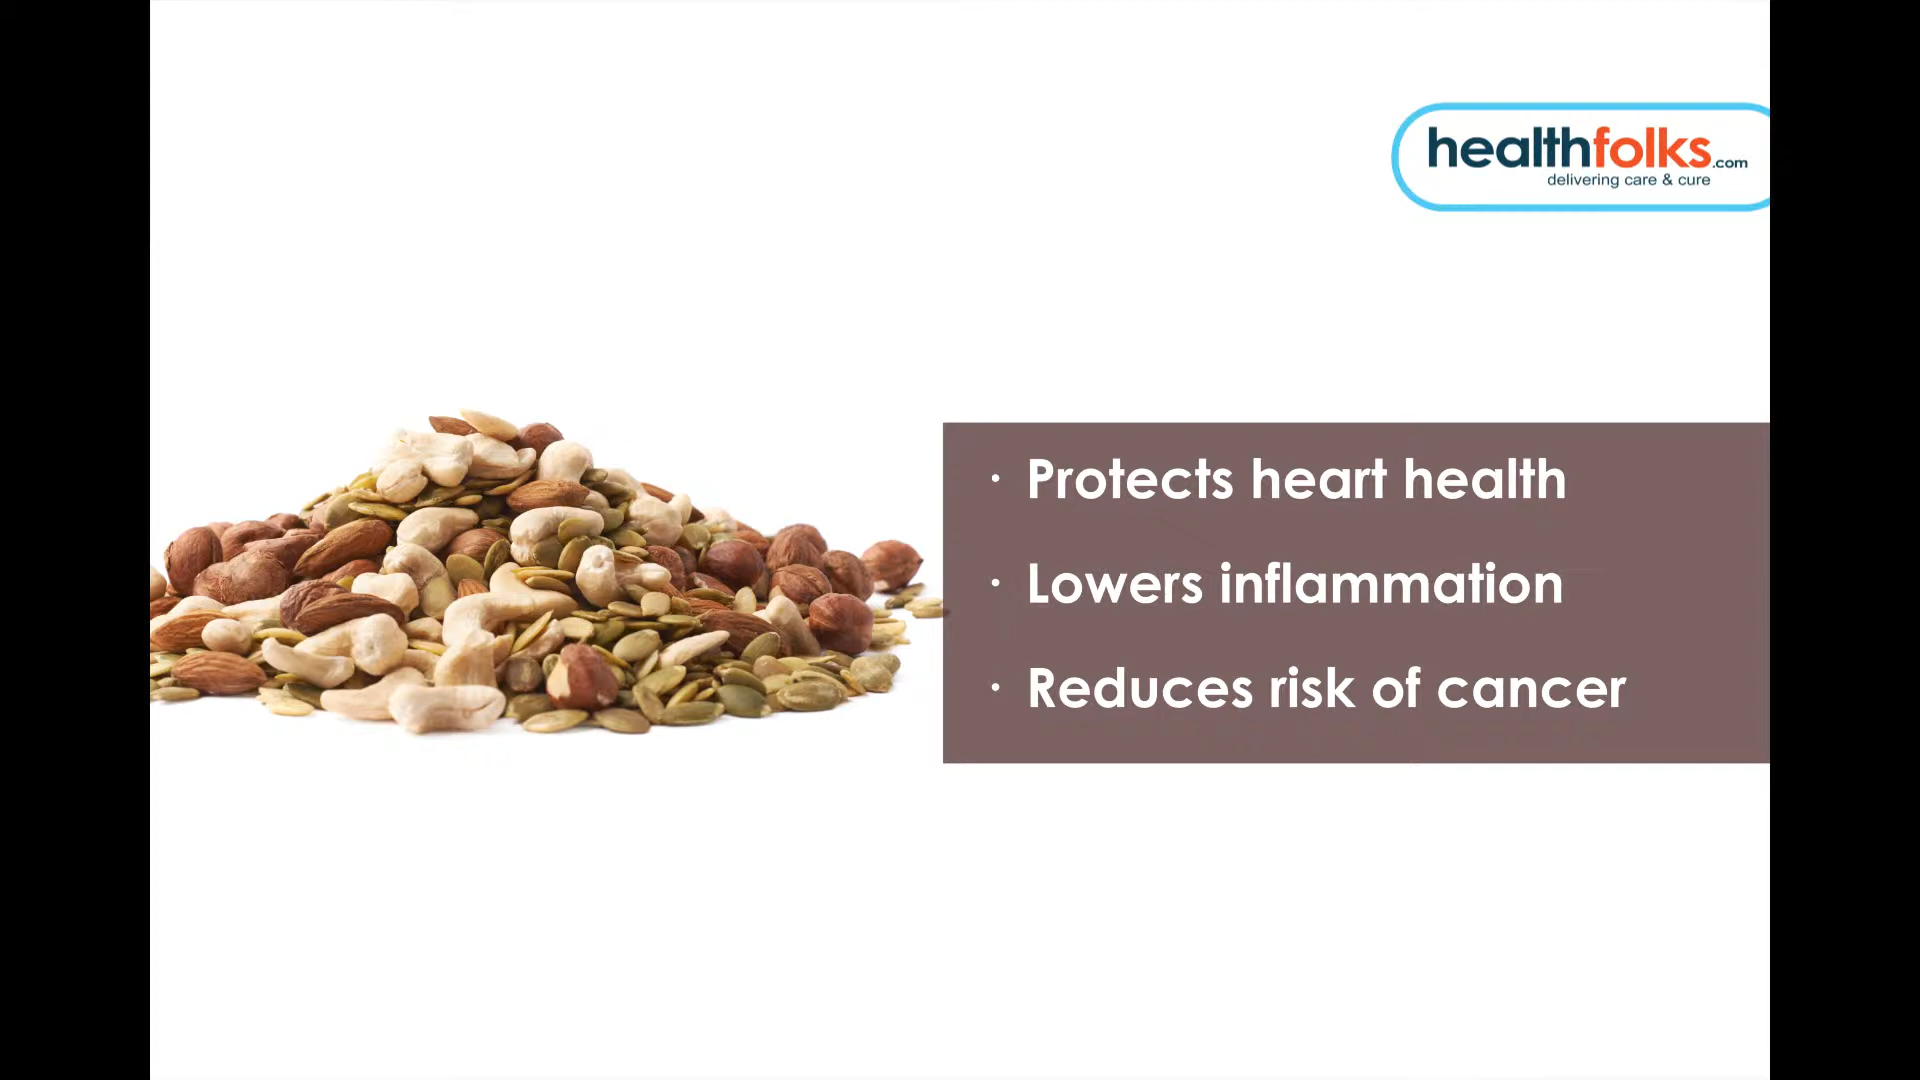 healthfolks.com
delivering care & cure
· Protects heart health
· Lowers inflammation
· Reduces risk of cancer